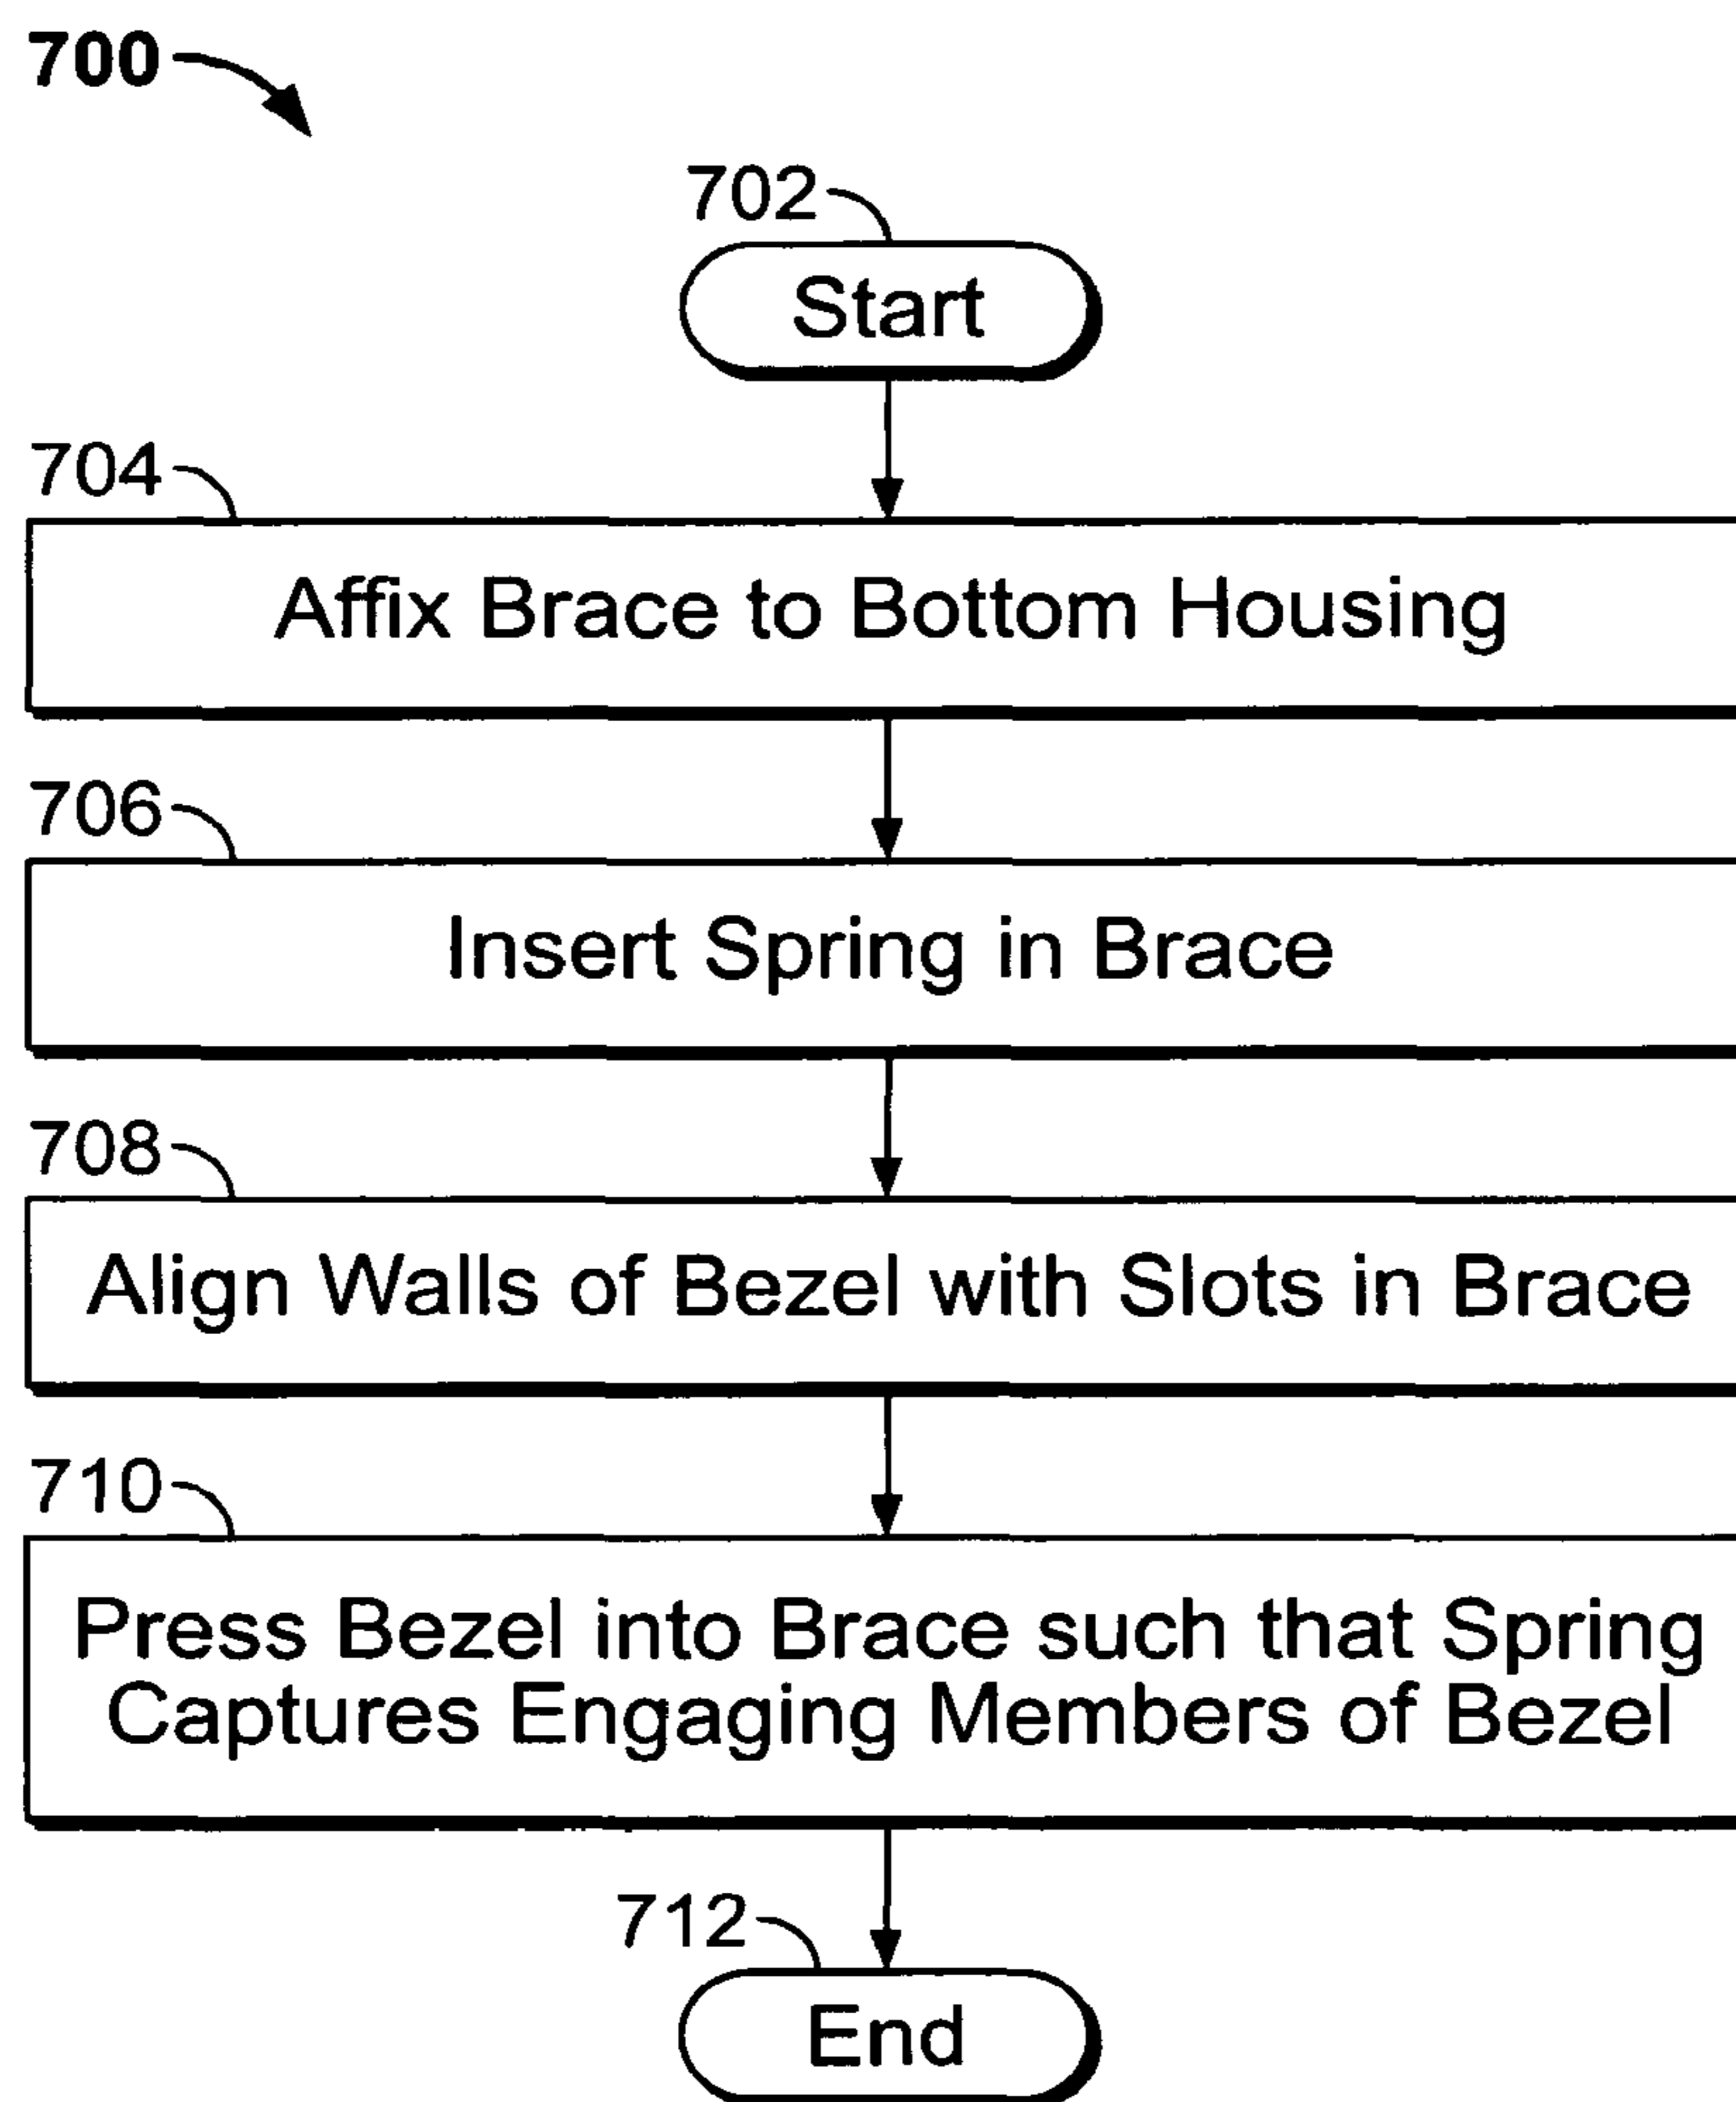 700
702
Start
704
Affix Brace to Bottom Housing
706
Insert Spring in Brace
708
Align Walls of Bezel with Slots in Brace
710
Press Bezel into Brace such that Spring
Captures Engaging Members of Bezel
712
End